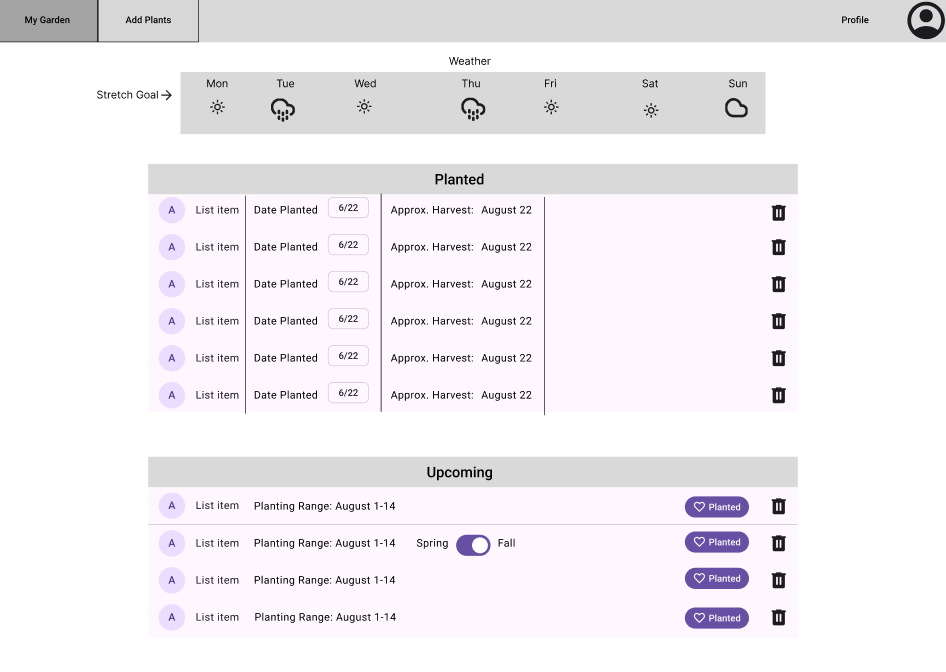 My Garden Add Plants Profile
Weather
Stretch Goal
Mon Tue Wed Thu Fri Sat Sun
Planted
A List item Date Planted 6/22 Approx. Harvest: August 22
A List item Date Planted 6/22 Approx. Harvest: August 22
A List item Date Planted 6/22 Approx. Harvest: August 22
A List item Date Planted 6/22 Approx. Harvest: August 22
A List item Date Planted 6/22 Approx. Harvest: August 22
A List item Date Planted 6/22 Approx. Harvest: August 22
Upcoming
A List item Planting Range: August 1-14 Planted
A List item Planting Range: August 1-14 Spring Fall Planted
A List item Planting Range: August 1-14 Planted
A List item Planting Range: August 1-14 Planted